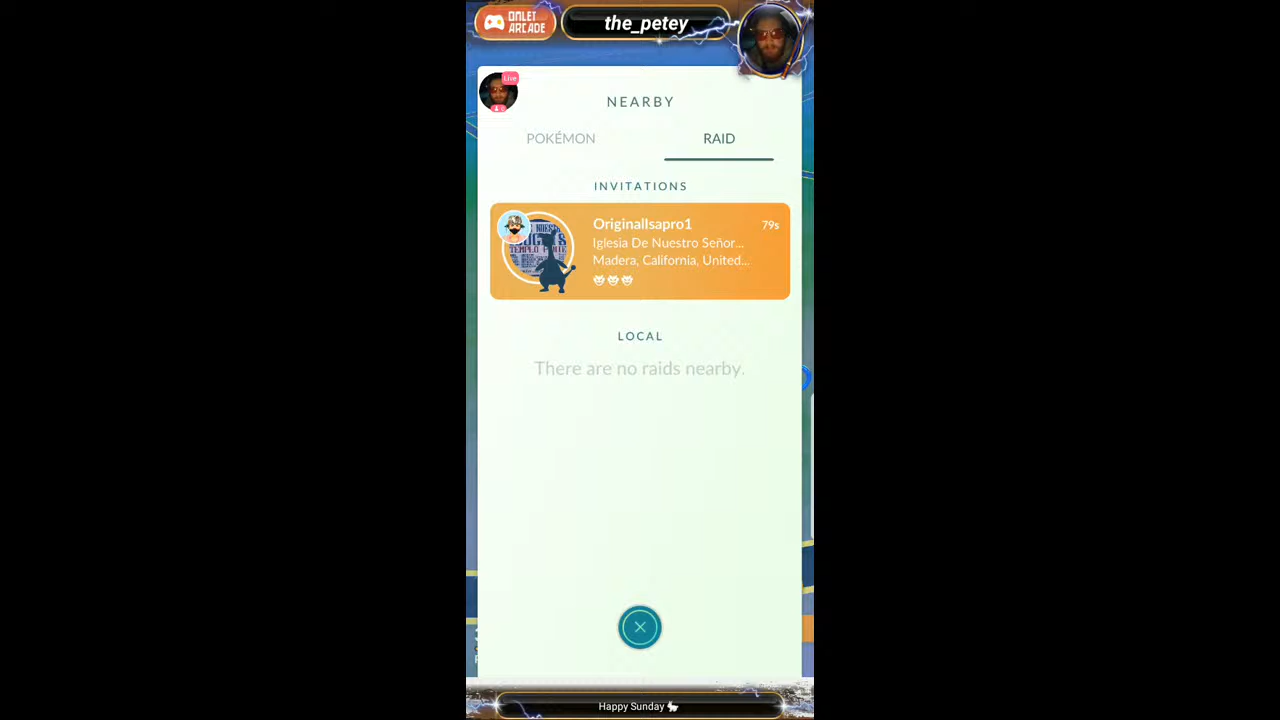 OMLET
ARCADE
the_petey
Live
NEARBY
POKÉMON
RAID
INVITATIONS
OriginalIsapro1
79s
Iglesia De Nuestro Señor...
Madera, California, United...
LOCAL
There are no raids nearby.
Happy Sunday